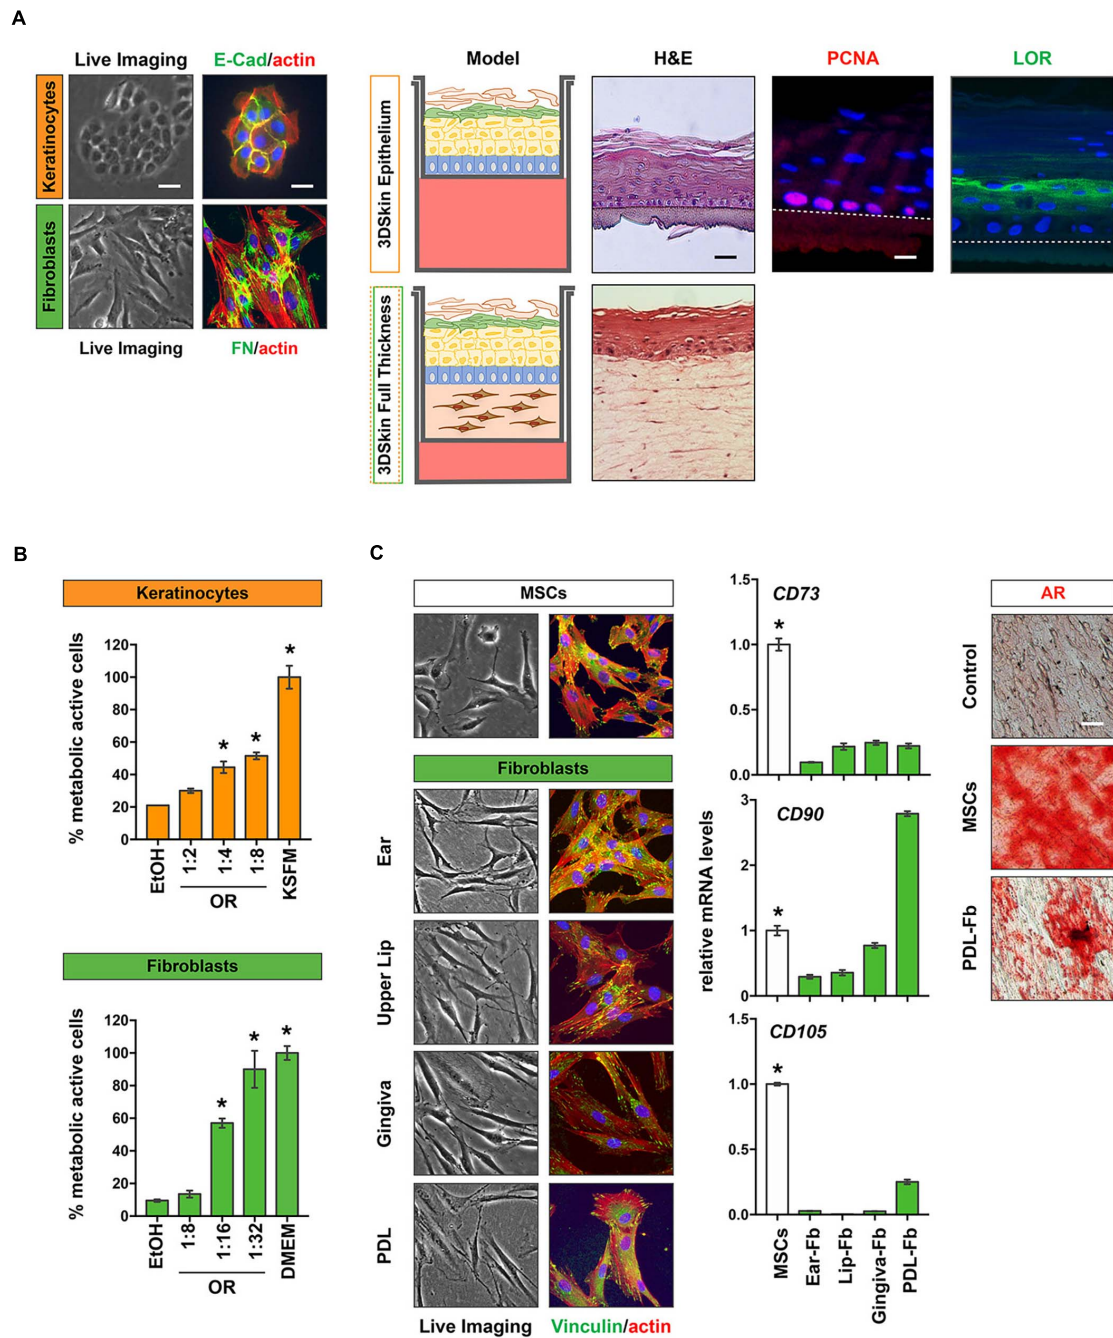 A
Live Imaging
E-Cad/actin
Keratinocytes
Fibroblasts
Live Imaging
FN/actin
Model
H&E
PCNA
LOR
3DSkin Epithelium
3DSkin Full Thickness
B
Keratinocytes
% metabolic active cells
120
100
80
60
40
20
0
*
*
*
EtOH
1:2
1:4
1:8
KSFM
OR
Fibroblasts
% metabolic active cells
120
100
80
60
40
20
0
*
*
*
EtOH
1:8
1:16
1:32
DMEM
OR
C
MSCs
Fibroblasts
Ear
Upper Lip
Gingiva
PDL
Live Imaging
Vinculin/actin
relative mRNA levels
CD73
1.5
1.0
0.5
0.0
*
CD90
3
2
1
0
*
CD105
1.5
1.0
0.5
0.0
*
MSCs
Ear-Fb
Lip-Fb
Gingiva-Fb
PDL-Fb
AR
Control
MSCs
PDL-Fb